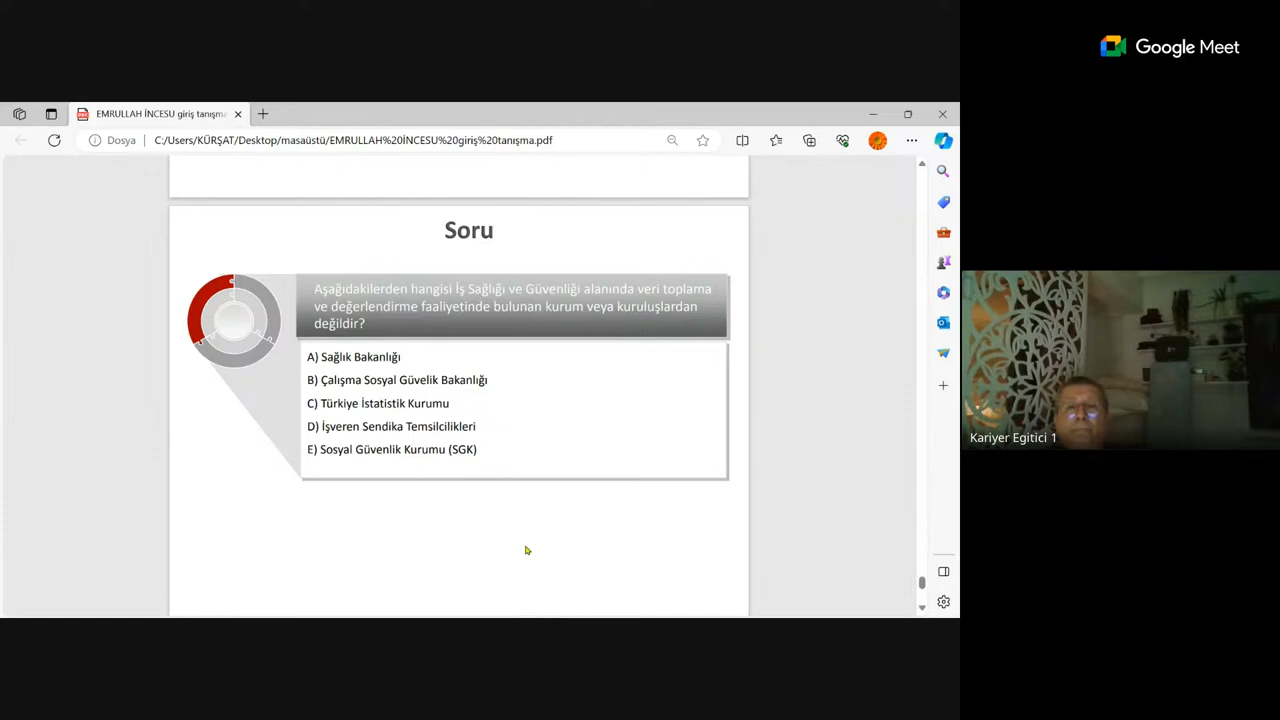 Google Meet
EMRULLAH İNCESU giriş tanışma
Dosya
C:/Users/KÜRŞAT/Desktop/masaüstü/EMRULLAH%20İNCESU%20giriş%20tanışma.pdf
Soru
Aşağıdakilerden hangisi İş Sağlığı ve Güvenliği alanında veri toplama
ve değerlendirme faaliyetinde bulunan kurum veya kuruluşlardan
değildir?
A) Sağlık Bakanlığı
B) Çalışma Sosyal Güvelik Bakanlığı
C) Türkiye İstatistik Kurumu
D) İşveren Sendika Temsilcilikleri
E) Sosyal Güvenlik Kurumu (SGK)
Kariyer Egitici 1